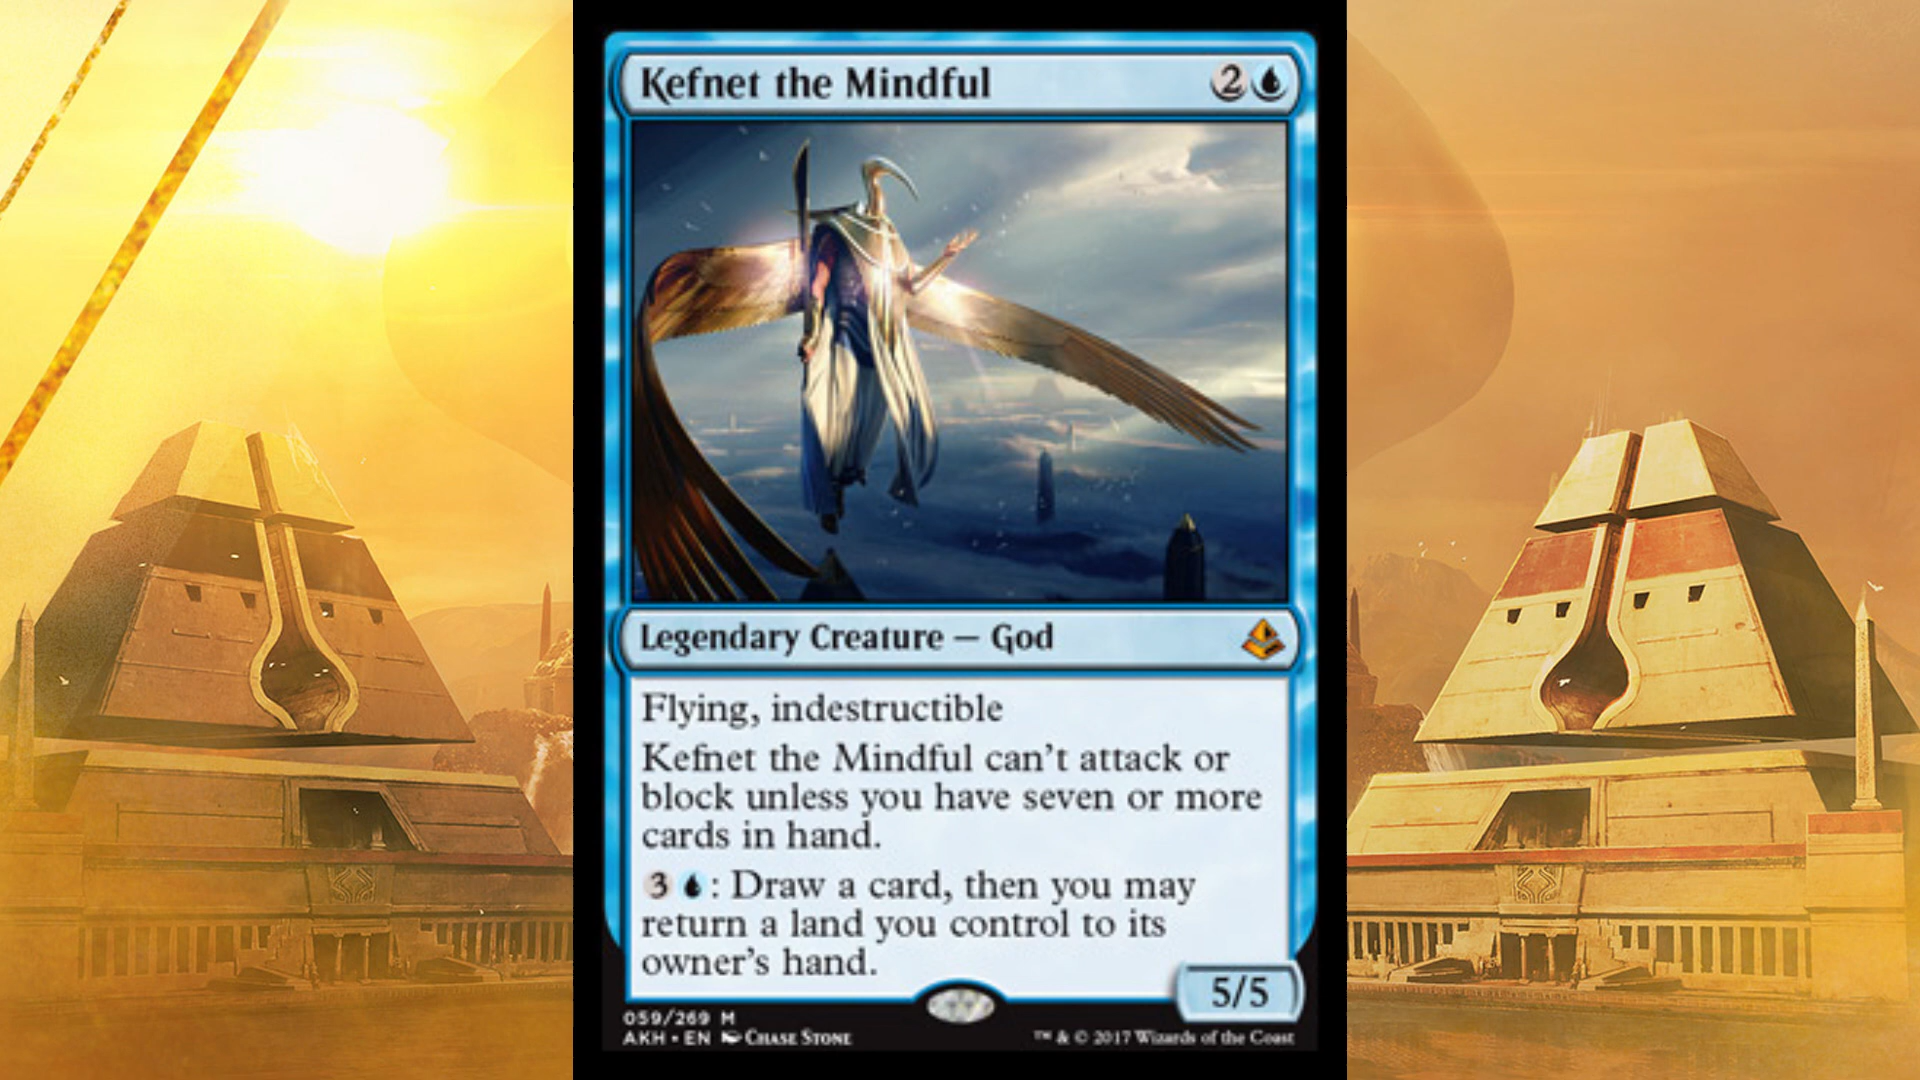 Kefnet the Mindful 2
Legendary Creature — God
Flying, indestructible
Kefnet the Mindful can't attack or
block unless you have seven or more
cards in hand.
3 : Draw a card, then you may
return a land you control to its
owner's hand.
5/5
059/269 M
AKH • EN Chase Stone
™ & © 2017 Wizards of the Coast